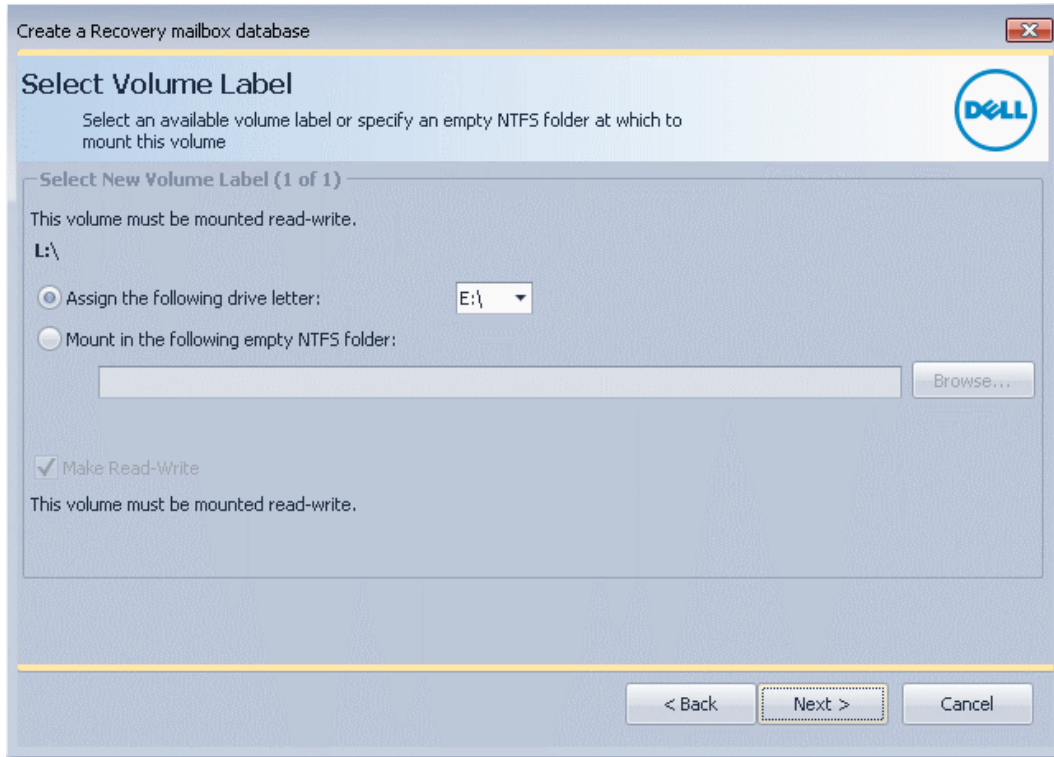 Create a Recovery mailbox database
Select Volume Label
Select an available volume label or specify an empty NTFS folder at which to
mount this volume
DELL
Select New Volume Label (1 of 1)
This volume must be mounted read-write.
L:\
Assign the following drive letter:
E:\
Mount in the following empty NTFS folder:
Browse...
Make Read-Write
This volume must be mounted read-write.
< Back
Next >
Cancel